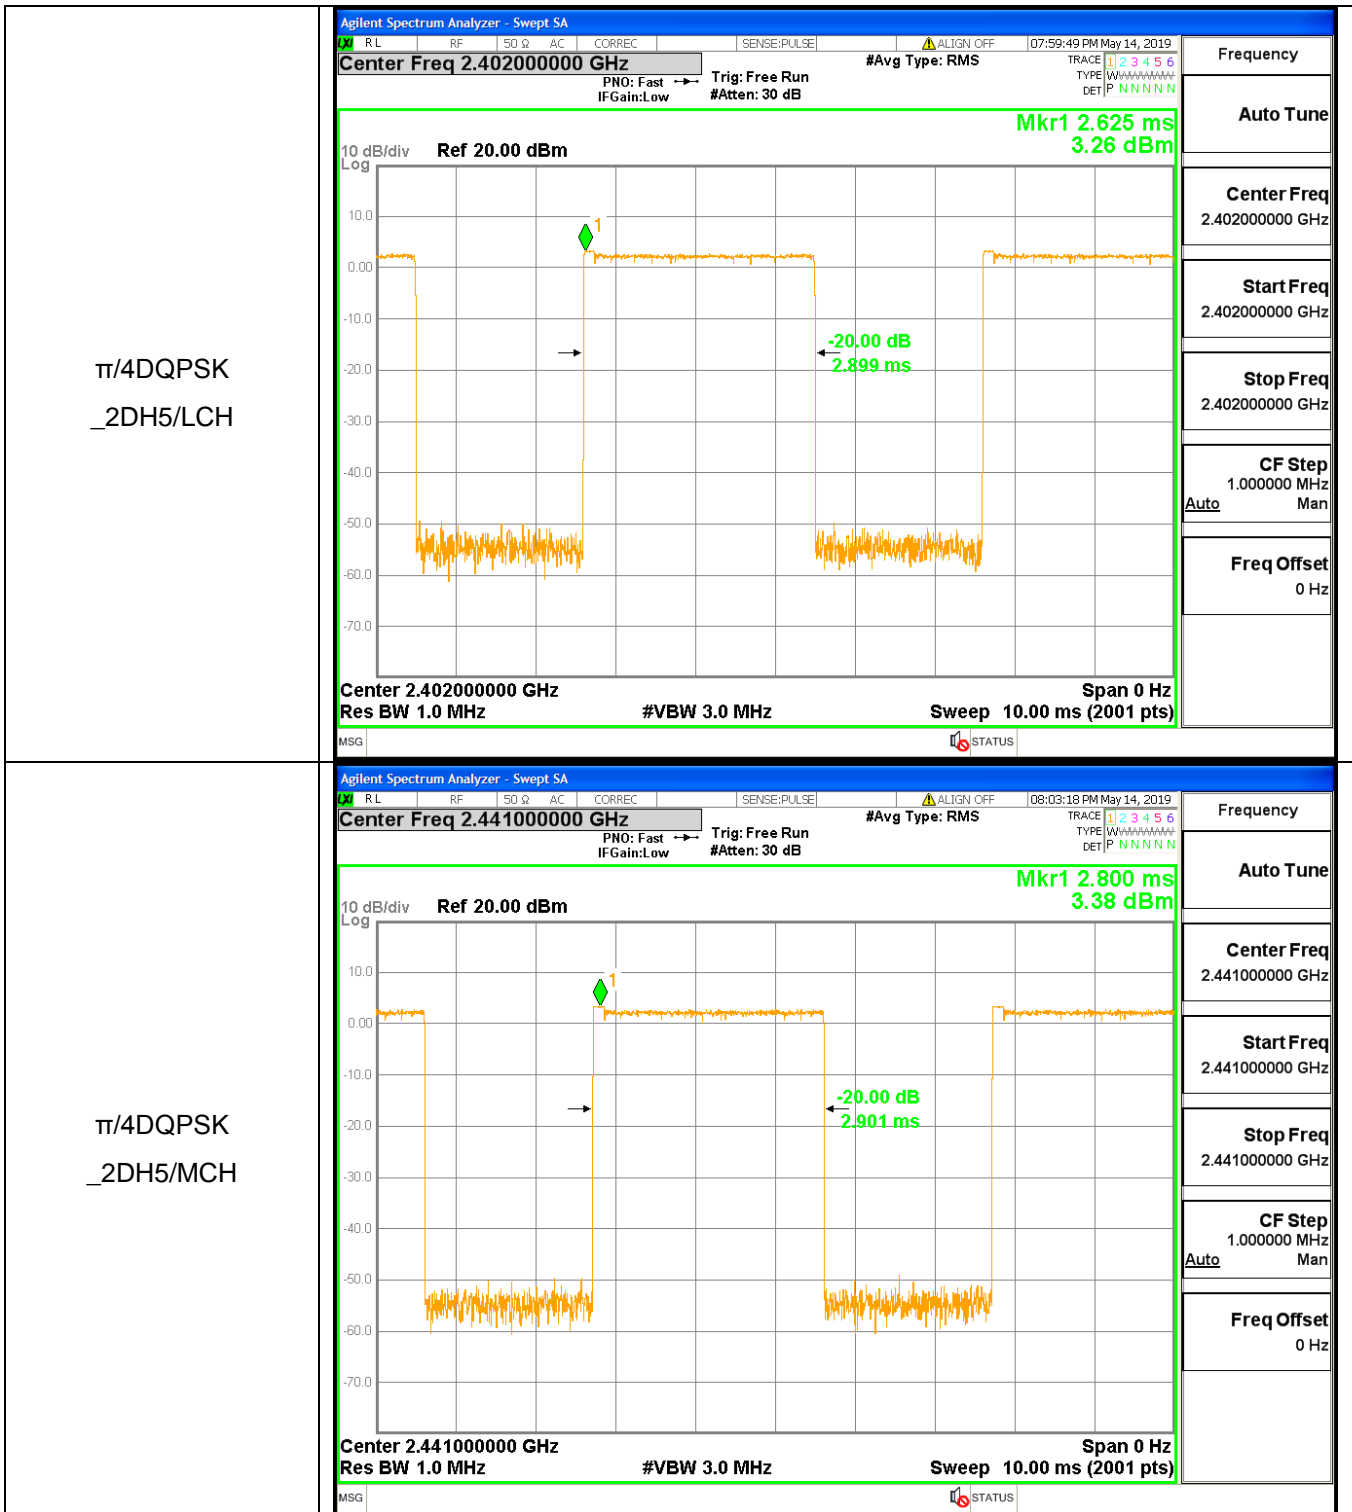 π/4DQPSK
_2DH5/LCH
Agilent Spectrum Analyzer - Swept SA
LXI RL RF 50 Ω AC CORREC SENSE:PULSE ALIGN OFF 07:59:49 PM May 14, 2019
Center Freq 2.402000000 GHz
PNO: Fast
IFGain:Low
Trig: Free Run
#Atten: 30 dB
#Avg Type: RMS
TRACE 1 2 3 4 5 6
TYPE WWWWWW
DET P N N N N N
Mkr1 2.625 ms
3.26 dBm
10 dB/div Ref 20.00 dBm
Log
10.0
1
0.00
-10.0
-20.00 dB
2.899 ms
-20.0
-30.0
-40.0
-50.0
-60.0
-70.0
Center 2.402000000 GHz Span 0 Hz
Res BW 1.0 MHz #VBW 3.0 MHz Sweep 10.00 ms (2001 pts)
MSG STATUS
Frequency
Auto Tune
Center Freq
2.402000000 GHz
Start Freq
2.402000000 GHz
Stop Freq
2.402000000 GHz
CF Step
1.000000 MHz
Auto Man
Freq Offset
0 Hz
π/4DQPSK
_2DH5/MCH
Agilent Spectrum Analyzer - Swept SA
LXI RL RF 50 Ω AC CORREC SENSE:PULSE ALIGN OFF 08:03:18 PM May 14, 2019
Center Freq 2.441000000 GHz
PNO: Fast
IFGain:Low
Trig: Free Run
#Atten: 30 dB
#Avg Type: RMS
TRACE 1 2 3 4 5 6
TYPE WWWWWW
DET P N N N N N
Mkr1 2.800 ms
3.38 dBm
10 dB/div Ref 20.00 dBm
Log
10.0
1
0.00
-10.0
-20.00 dB
2.901 ms
-20.0
-30.0
-40.0
-50.0
-60.0
-70.0
Center 2.441000000 GHz Span 0 Hz
Res BW 1.0 MHz #VBW 3.0 MHz Sweep 10.00 ms (2001 pts)
MSG STATUS
Frequency
Auto Tune
Center Freq
2.441000000 GHz
Start Freq
2.441000000 GHz
Stop Freq
2.441000000 GHz
CF Step
1.000000 MHz
Auto Man
Freq Offset
0 Hz